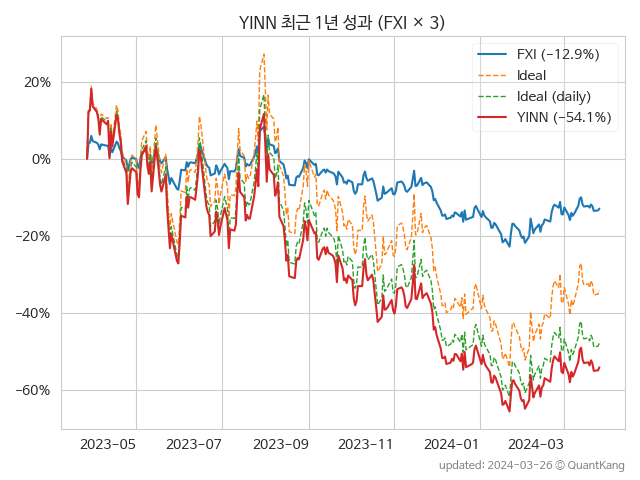 YINN 최근 1년 성과 (FXI × 3)
FXI (−12.9%)
Ideal
Ideal (daily)
YINN (−54.1%)
20%
0%
−20%
−40%
−60%
2023-05 2023-07 2023-09 2023-11 2024-01 2024-03
updated: 2024-03-26 © QuantKang